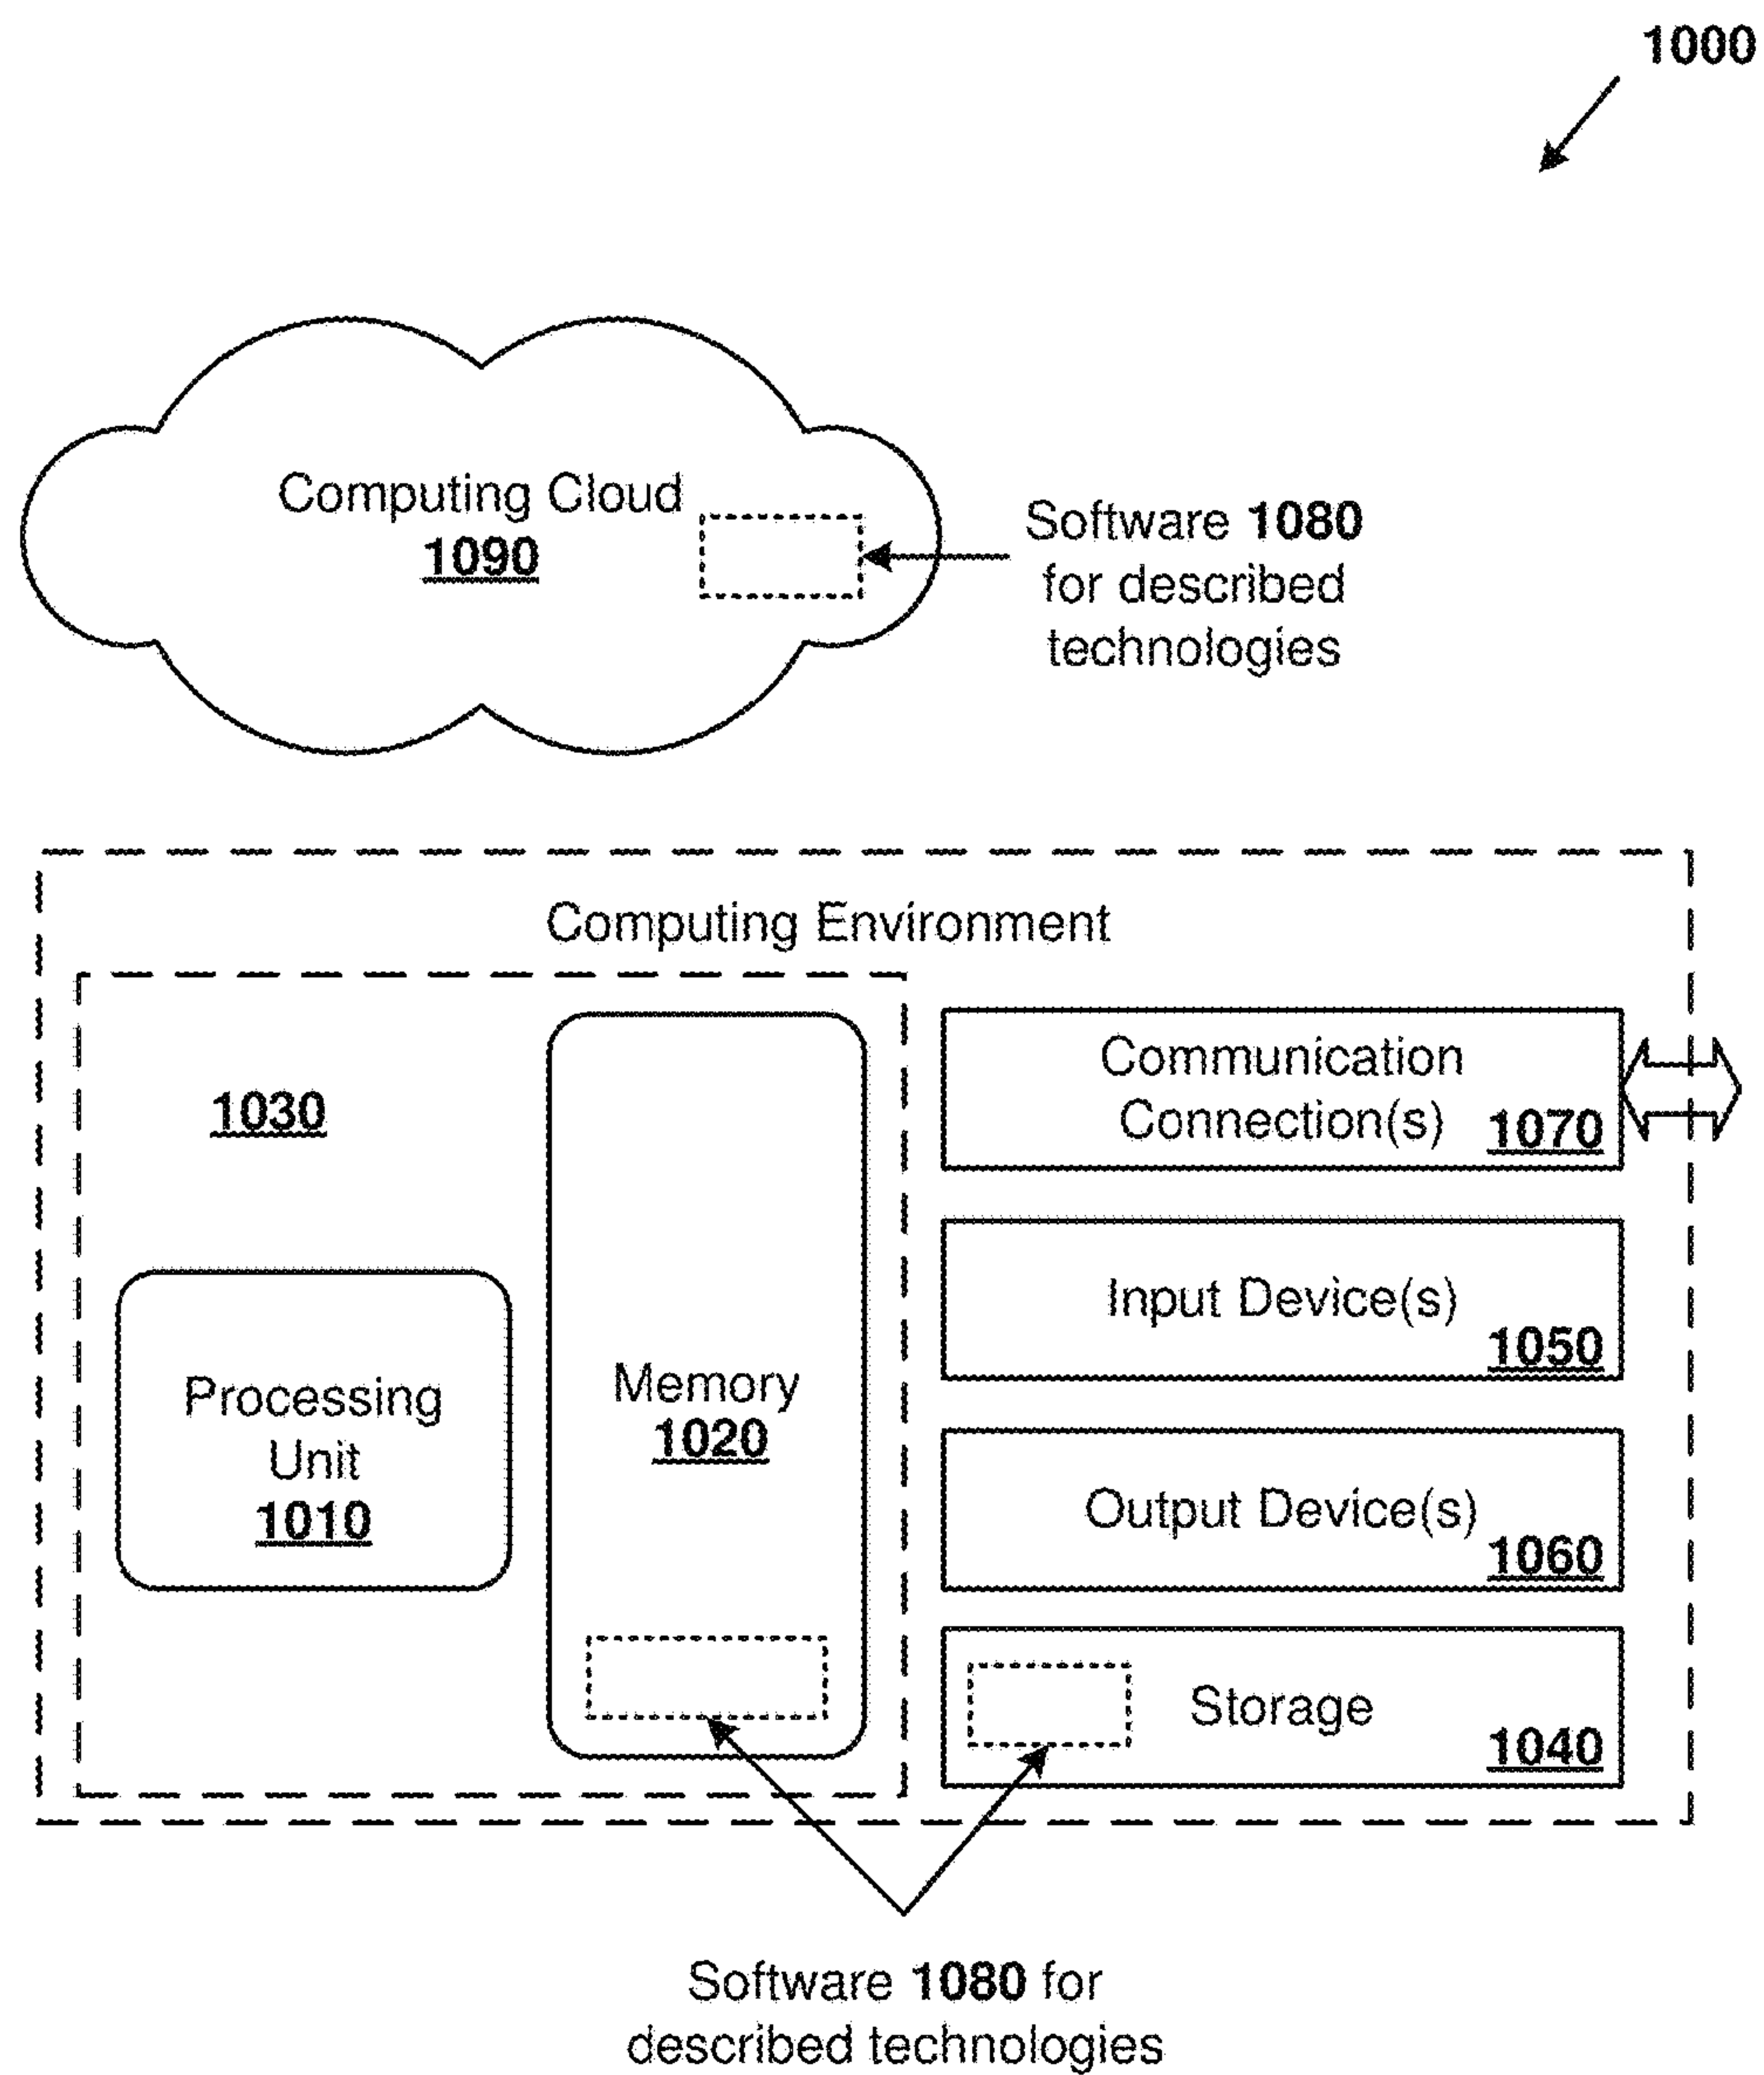 1000
Computing Cloud
1090
Software 1080
for described
technologies
Computing Environment
1030
Processing
Unit
1010
Memory
1020
Communication
Connection(s) 1070
Input Device(s)
1050
Output Device(s)
1060
Storage
1040
Software 1080 for
described technologies